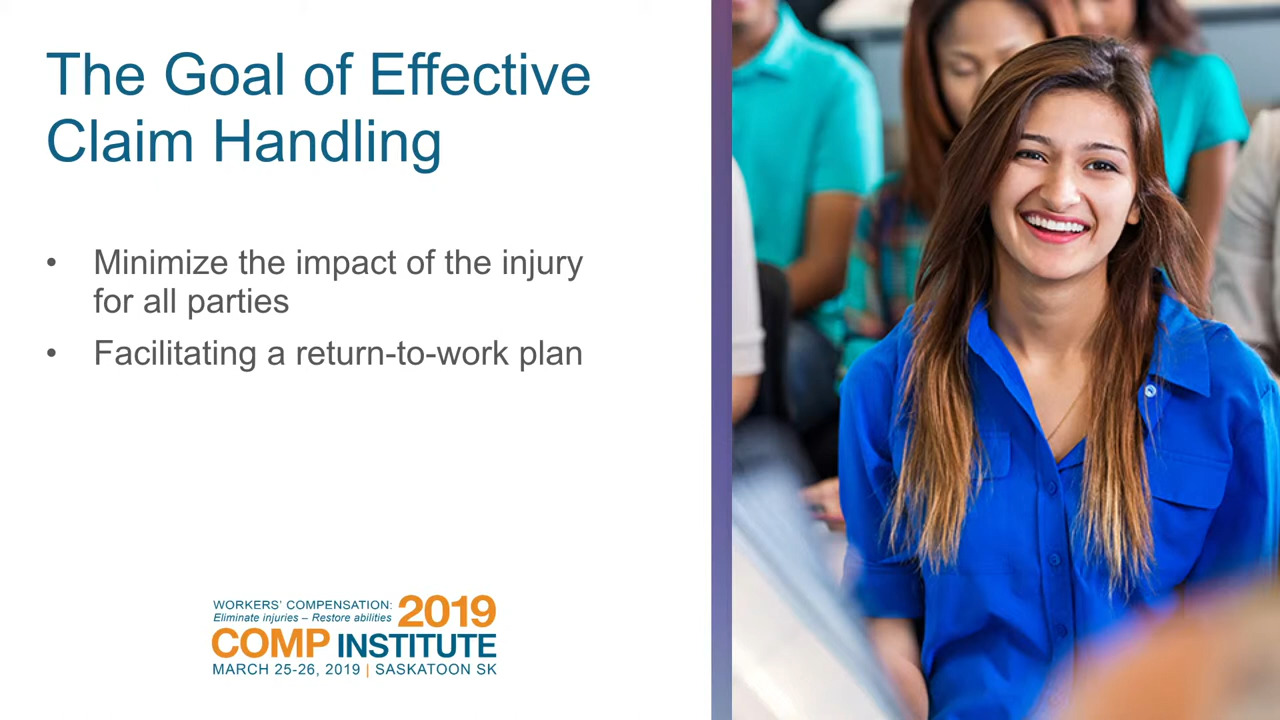 The Goal of Effective
Claim Handling
• Minimize the impact of the injury
for all parties
• Facilitating a return-to-work plan
WORKERS' COMPENSATION:
Eliminate injuries – Restore abilities
2019
COMP INSTITUTE
MARCH 25-26, 2019 | SASKATOON SK